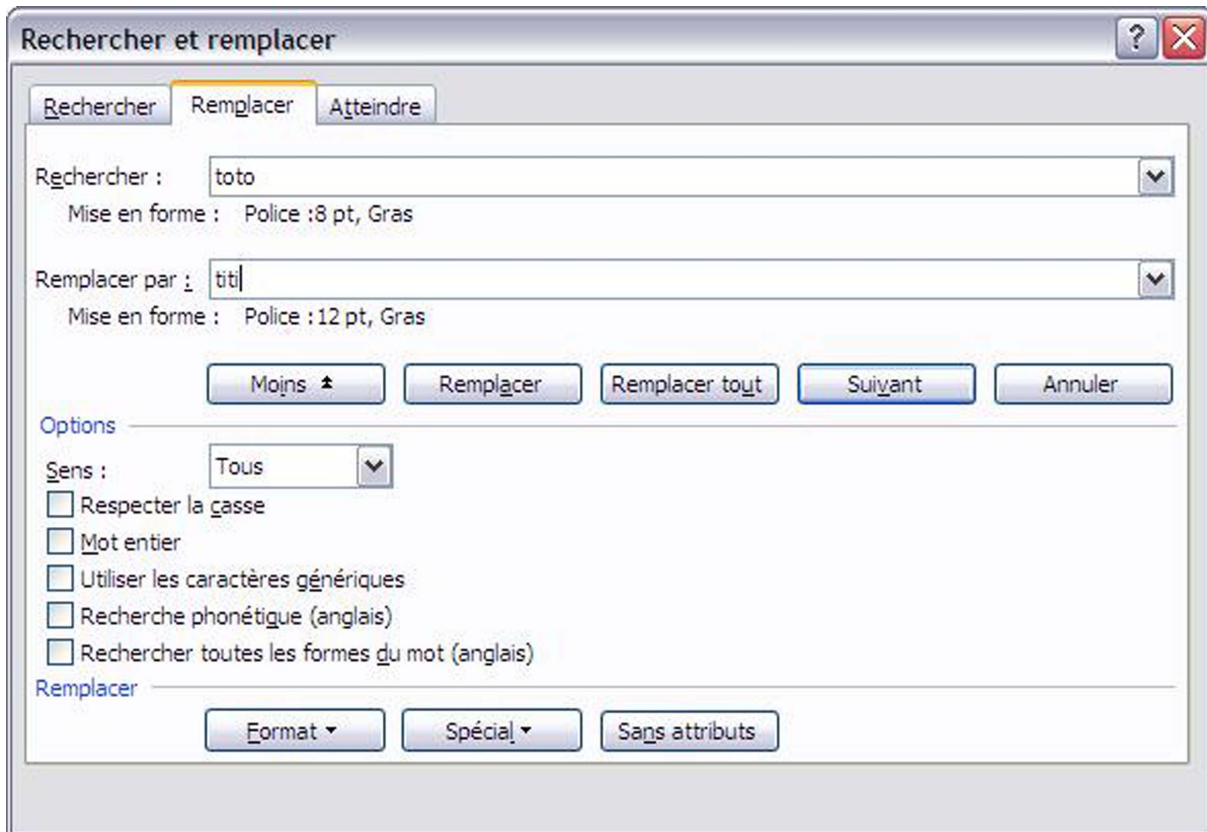 Rechercher et remplacer
Rechercher Remplacer Atteindre
Rechercher : toto
Mise en forme : Police :8 pt, Gras
Remplacer par : titi
Mise en forme : Police :12 pt, Gras
Moins Remplacer Remplacer tout Suivant Annuler
Options
Sens : Tous
Respecter la casse
Mot entier
Utiliser les caractères génériques
Recherche phonétique (anglais)
Rechercher toutes les formes du mot (anglais)
Remplacer
Format Spécial Sans attributs